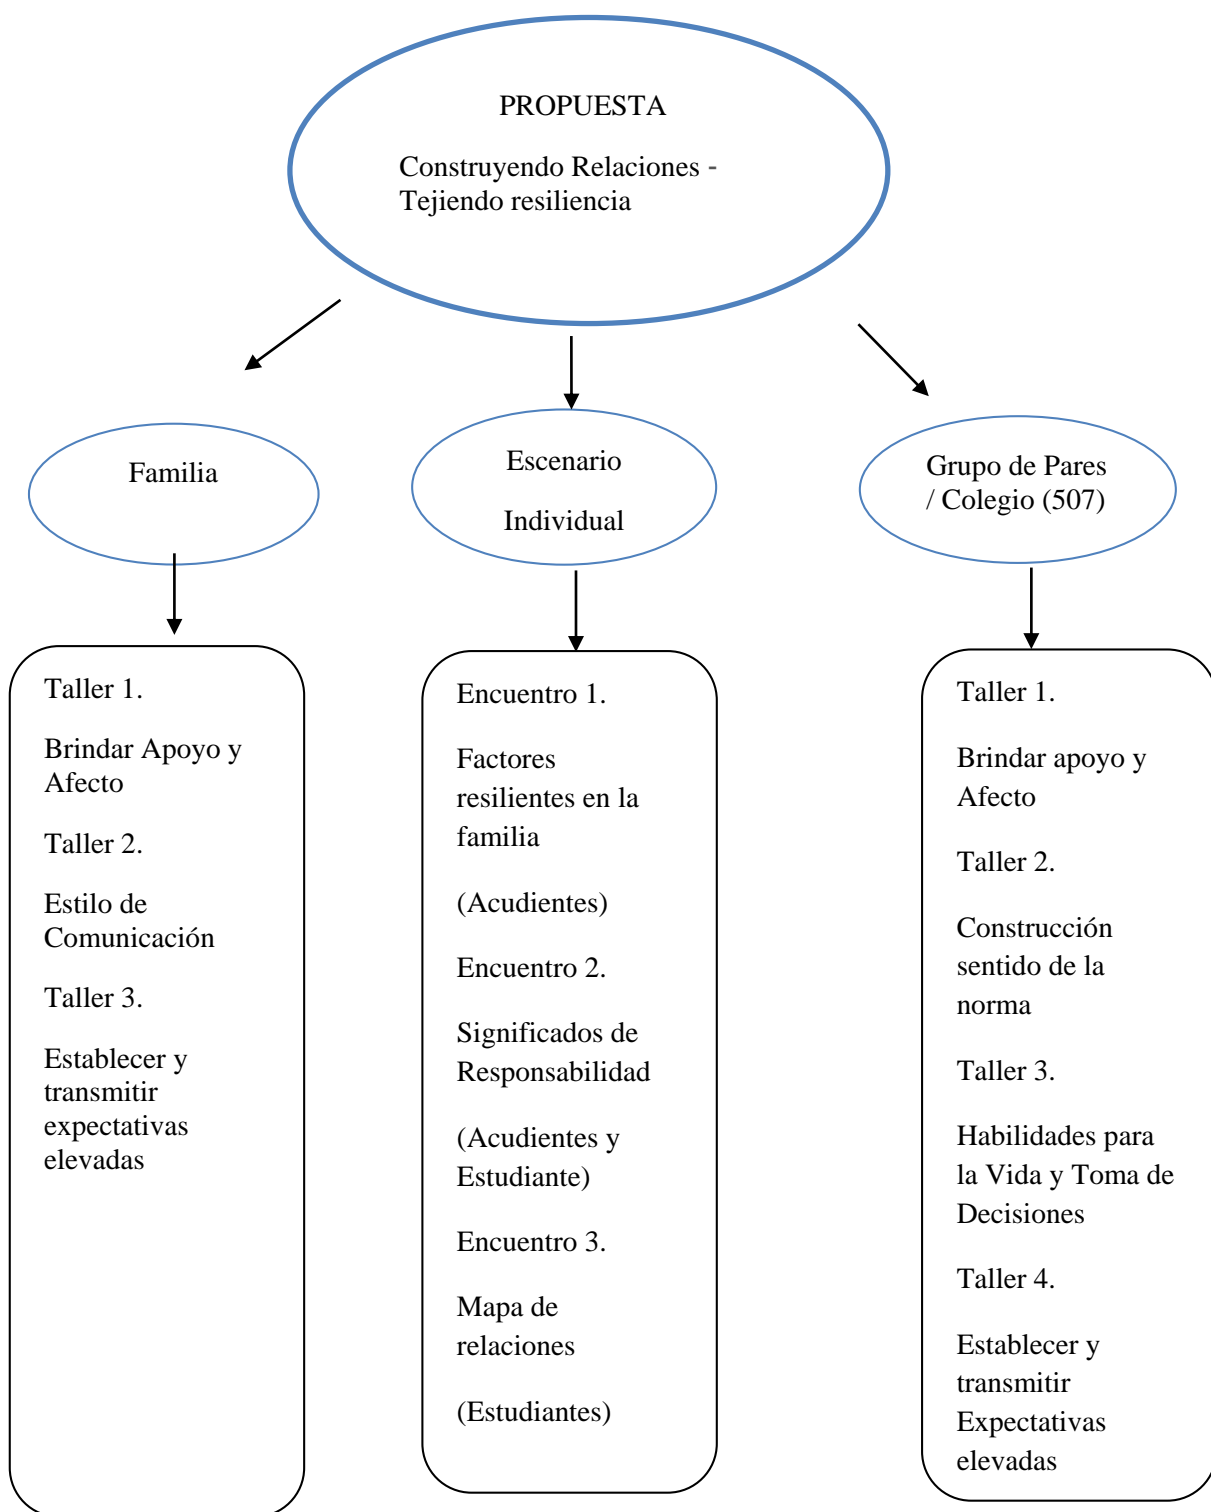 PROPUESTA
Construyendo Relaciones -
Tejiendo resiliencia
Familia
Escenario
Individual
Grupo de Pares
/ Colegio (507)
Taller 1.
Brindar Apoyo y
Afecto
Taller 2.
Estilo de
Comunicación
Taller 3.
Establecer y
transmitir
expectativas
elevadas
Encuentro 1.
Factores
resilientes en la
familia
(Acudientes)
Encuentro 2.
Significados de
Responsabilidad
(Acudientes y
Estudiante)
Encuentro 3.
Mapa de
relaciones
(Estudiantes)
Taller 1.
Brindar apoyo y
Afecto
Taller 2.
Construcción
sentido de la
norma
Taller 3.
Habilidades para
la Vida y Toma de
Decisiones
Taller 4.
Establecer y
transmitir
Expectativas
elevadas